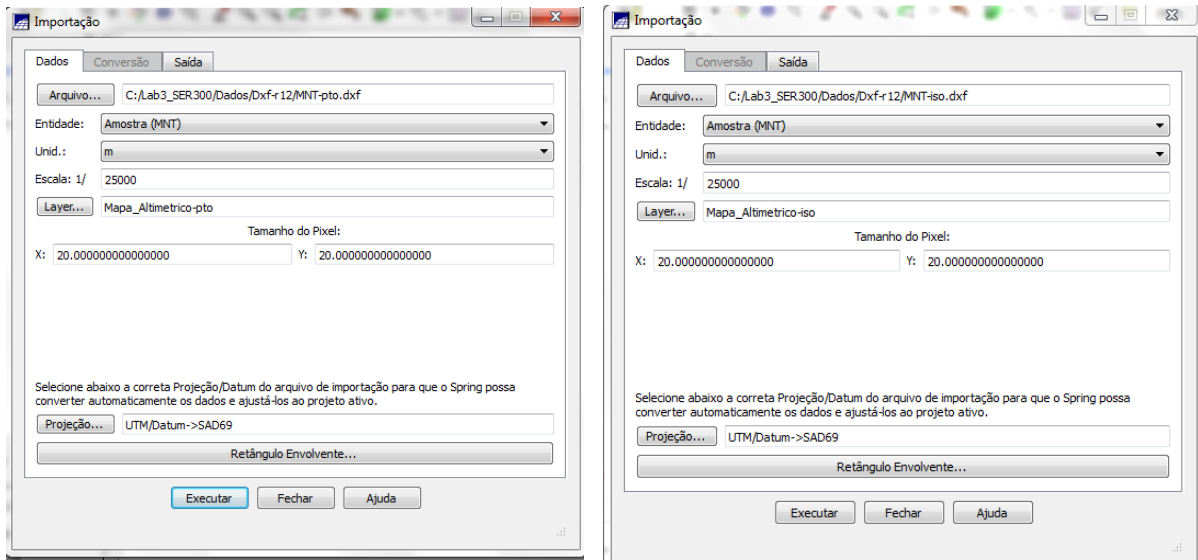 Importação
Dados Conversão Saída
Arquivo... C:/Lab3_SER300/Dados/Dxf-r12/MNT-pto.dxf
Entidade: Amostra (MNT)
Unid.: m
Escala: 1/ 25000
Layer... Mapa_Altimetrico-pto
Tamanho do Pixel:
X: 20.000000000000000 Y: 20.000000000000000
Selecione abaixo a correta Projeção/Datum do arquivo de importação para que o Spring possa
converter automaticamente os dados e ajustá-los ao projeto ativo.
Projeção... UTM/Datum->SAD69
Retângulo Envolvente...
Executar Fechar Ajuda
Importação
Dados Conversão Saída
Arquivo... C:/Lab3_SER300/Dados/Dxf-r12/MNT-iso.dxf
Entidade: Amostra (MNT)
Unid.: m
Escala: 1/ 25000
Layer... Mapa_Altimetrico-iso
Tamanho do Pixel:
X: 20.000000000000000 Y: 20.000000000000000
Selecione abaixo a correta Projeção/Datum do arquivo de importação para que o Spring possa
converter automaticamente os dados e ajustá-los ao projeto ativo.
Projeção... UTM/Datum->SAD69
Retângulo Envolvente...
Executar Fechar Ajuda